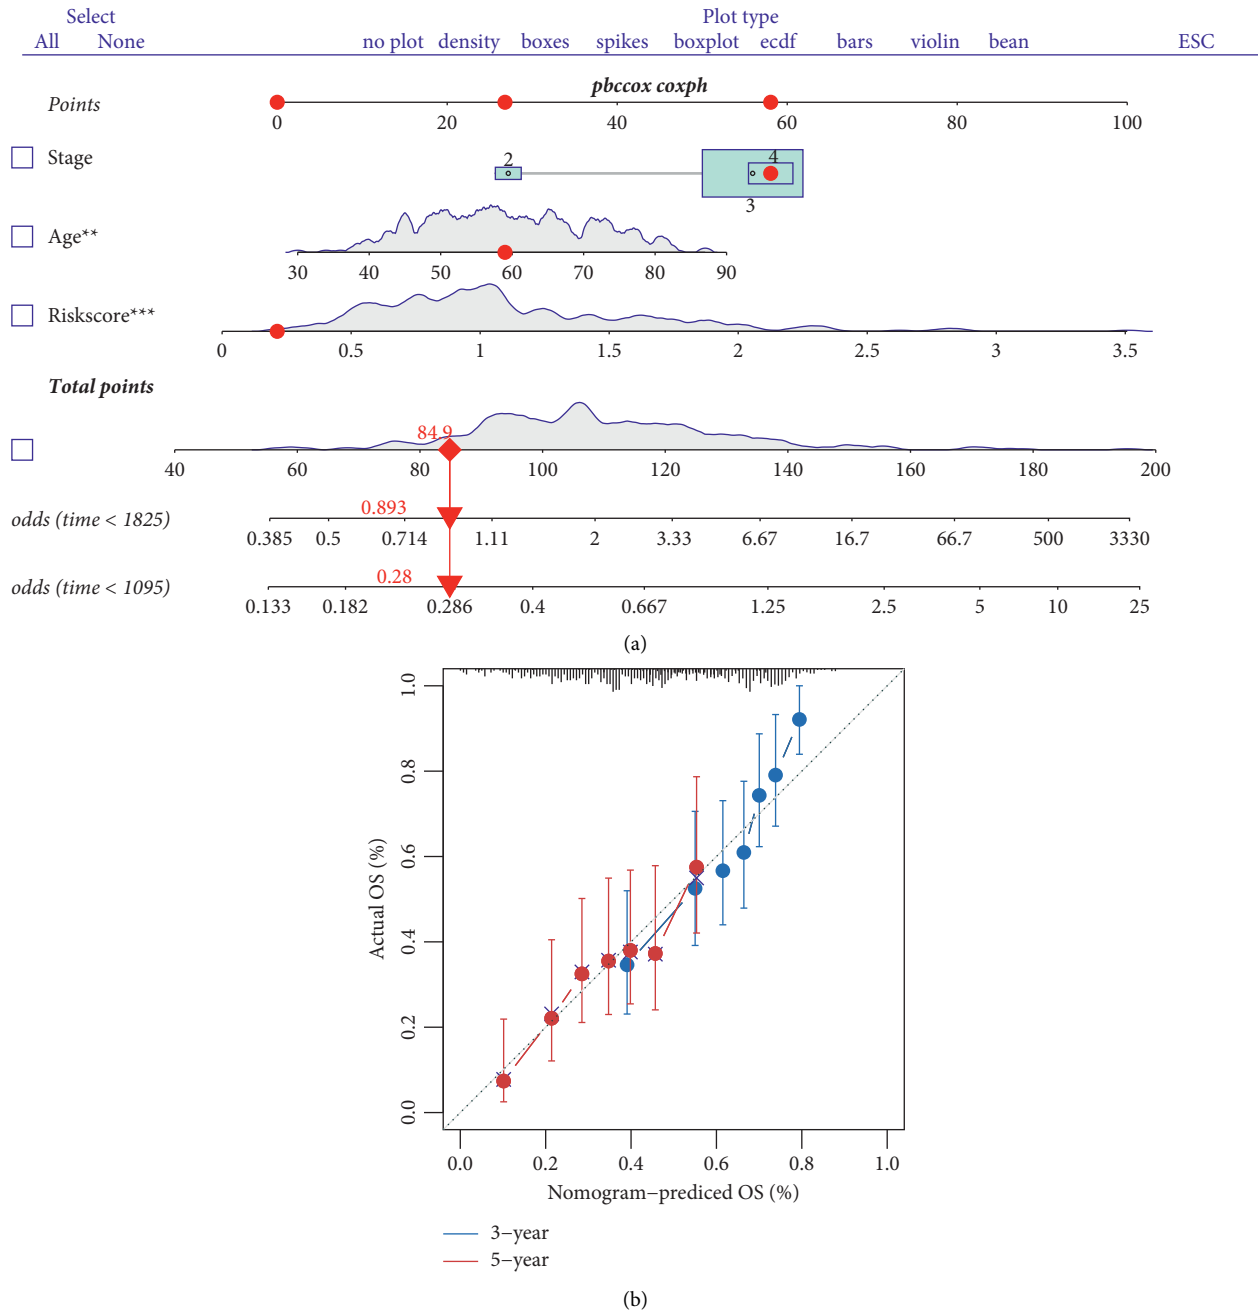 Select Plot type
All None no plot density boxes spikes boxplot ecdf bars violin bean ESC
pbccox coxph
Points
0 20 40 60 80 100
Stage
2 4
3
Age**
30 40 50 60 70 80 90
Riskscore***
0 0.5 1 1.5 2 2.5 3 3.5
Total points
84.9
40 60 80 100 120 140 160 180 200
0.893
odds (time < 1825)
0.385 0.5 0.714 1.11 2 3.33 6.67 16.7 66.7 500 3330
0.28
odds (time < 1095)
0.133 0.182 0.286 0.4 0.667 1.25 2.5 5 10 25
(a)
1.0
0.8
0.6
0.4
0.2
0.0
Actual OS (%)
0.0 0.2 0.4 0.6 0.8 1.0
Nomogram−prediced OS (%)
3−year
5−year
(b)